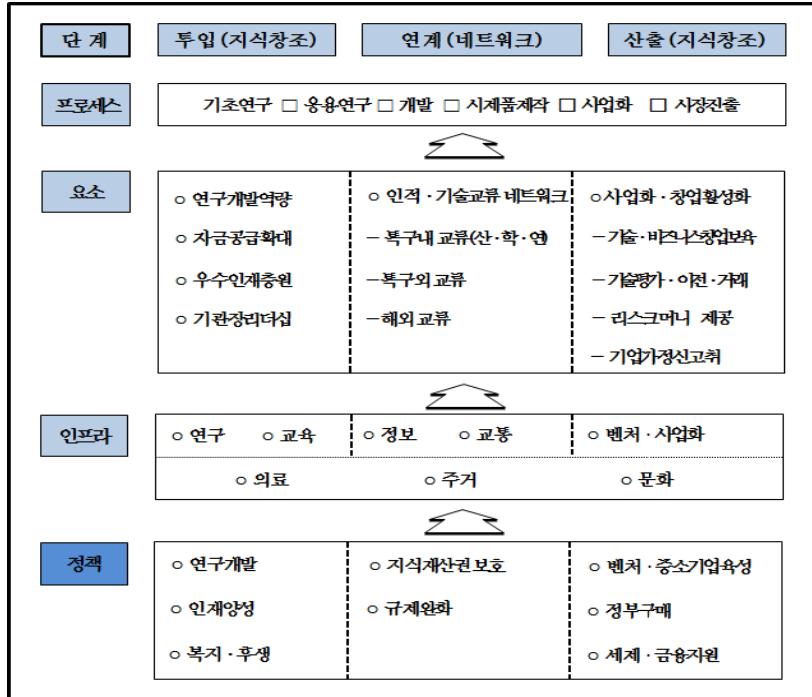 단 계
투입(지식창조)
연계(네트워크)
산출(지식창조)
프로세스
기초연구 □ 응용연구 □ 개발 □ 시제품제작 □ 사업화 □ 시장진출
요소
○ 연구개발역량
○ 자금공급확대
○ 우수인재충원
○ 기관장리더십
○ 인적·기술교류 네트워크
- 특구내 교류(산·학·연)
- 특구외 교류
- 해외 교류
○사업화·창업활성화
- 기술·비즈니스창업보육
- 기술평가·이전·거래
- 리스크머니 제공
- 기업가정신고취
인프라
○ 연구 ○ 교육
○ 정보 ○ 교통
○ 벤처·사업화
○ 의료 ○ 주거 ○ 문화
정책
○ 연구개발
○ 인재양성
○ 복지·후생
○ 지식재산권보호
○ 규제완화
○ 벤처·중소기업육성
○ 정부구매
○ 세제·금융지원